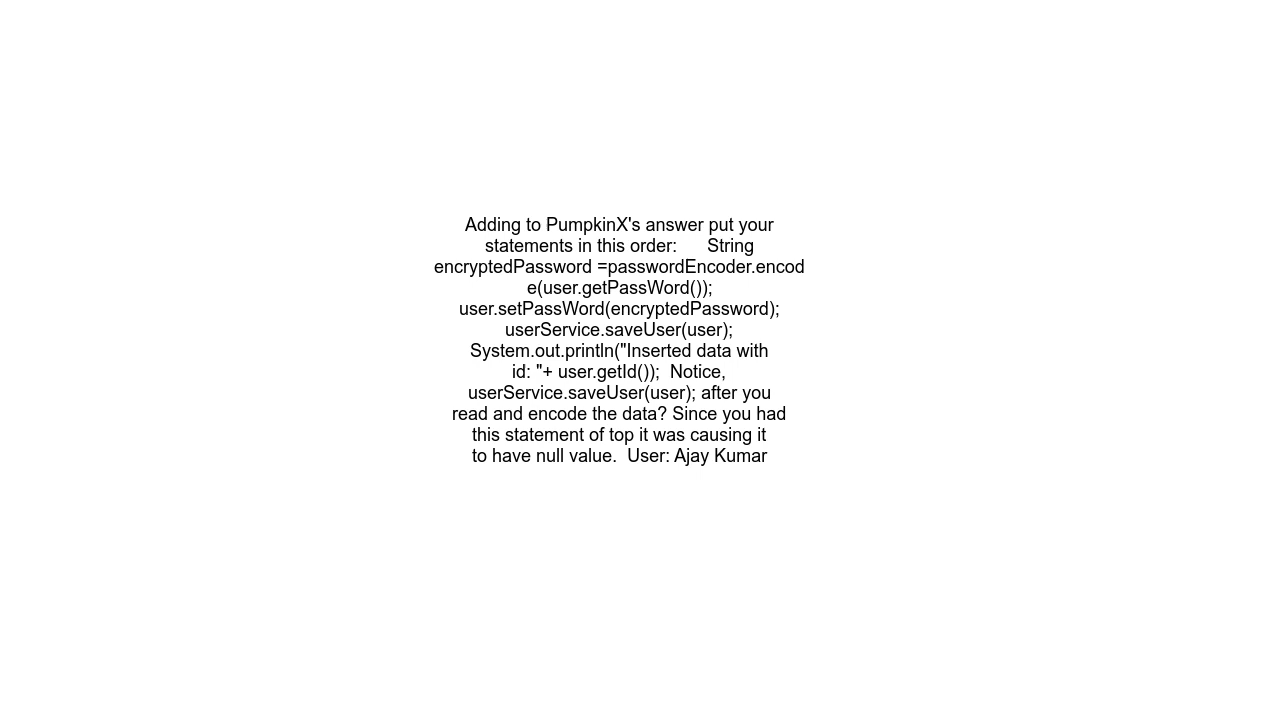 Adding to PumpkinX's answer put your
statements in this order:      String
encryptedPassword =passwordEncoder.encod
e(user.getPassWord());
user.setPassWord(encryptedPassword);
userService.saveUser(user);
System.out.println("Inserted data with
id: "+ user.getId());  Notice,
userService.saveUser(user); after you
read and encode the data? Since you had
this statement of top it was causing it
to have null value.  User: Ajay Kumar